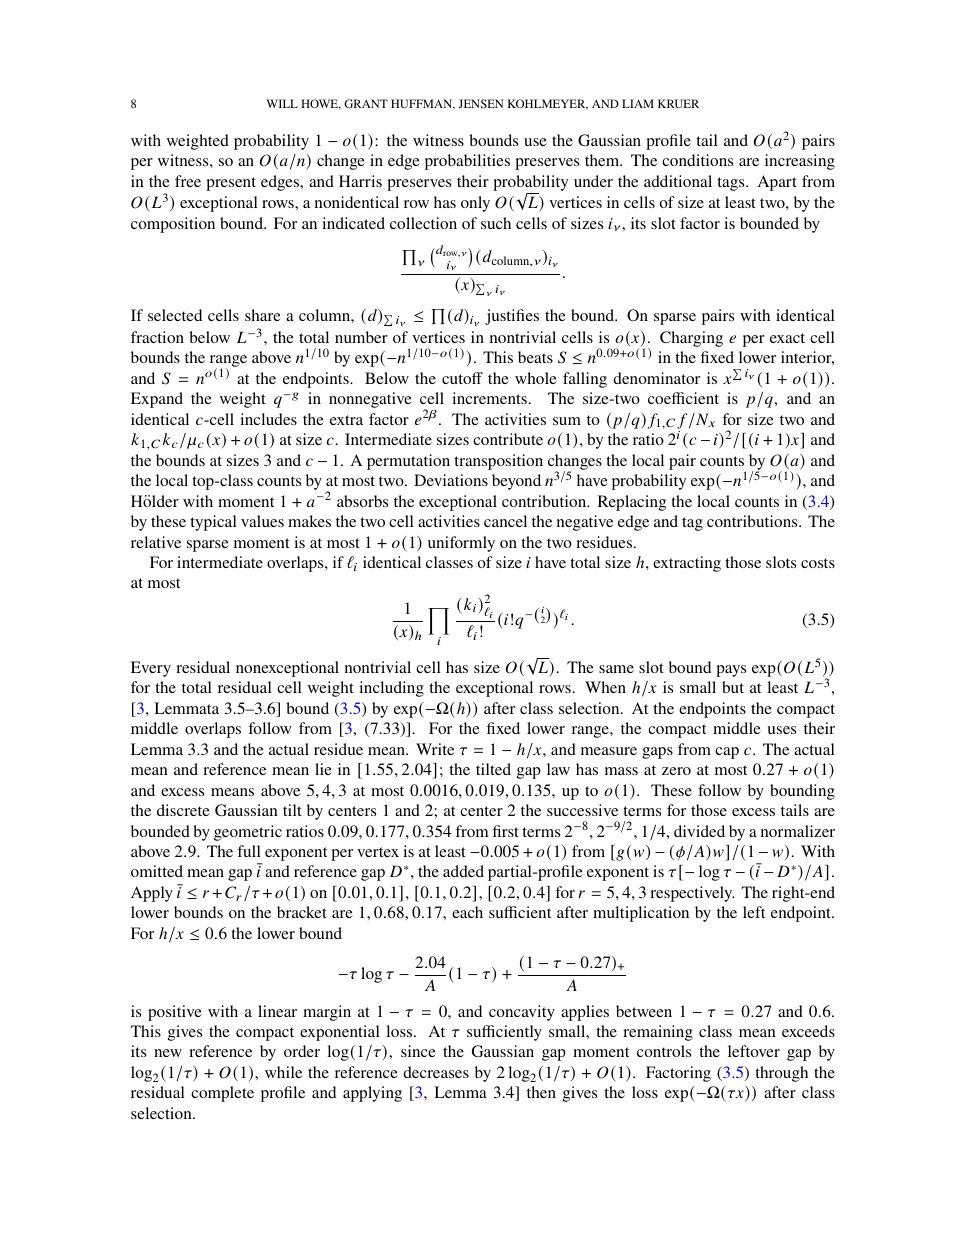 8 WILL HOWE, GRANT HUFFMAN, JENSEN KOHLMEYER, AND LIAM KRUER
with weighted probability 1 − o(1): the witness bounds use the Gaussian profile tail and O(a²) pairs
per witness, so an O(a/n) change in edge probabilities preserves them. The conditions are increasing
in the free present edges, and Harris preserves their probability under the additional tags. Apart from
O(L³) exceptional rows, a nonidentical row has only O(√L) vertices in cells of size at least two, by the
composition bound. For an indicated collection of such cells of sizes i_ν, its slot factor is bounded by
∏_ν \binom{d_{row,ν}}{i_ν} (d_{column,ν})_{i_ν} / (x)_{∑_ν i_ν} .
If selected cells share a column, (d)_{∑ i_ν} ≤ ∏(d)_{i_ν} justifies the bound. On sparse pairs with identical
fraction below L^{−3}, the total number of vertices in nontrivial cells is o(x). Charging e per exact cell
bounds the range above n^{1/10} by exp(−n^{1/10−o(1)}). This beats S ≤ n^{0.09+o(1)} in the fixed lower interior,
and S = n^{o(1)} at the endpoints. Below the cutoff the whole falling denominator is x^{∑ i_ν}(1 + o(1)).
Expand the weight q^{−g} in nonnegative cell increments. The size-two coefficient is p/q, and an
identical c-cell includes the extra factor e^{2β}. The activities sum to (p/q) f_{1,C} f/N_x for size two and
k_{1,C} k_c/μ_c(x) + o(1) at size c. Intermediate sizes contribute o(1), by the ratio 2^i(c − i)²/[(i + 1)x] and
the bounds at sizes 3 and c − 1. A permutation transposition changes the local pair counts by O(a) and
the local top-class counts by at most two. Deviations beyond n^{3/5} have probability exp(−n^{1/5−o(1)}), and
Hölder with moment 1 + a^{−2} absorbs the exceptional contribution. Replacing the local counts in (3.4)
by these typical values makes the two cell activities cancel the negative edge and tag contributions. The
relative sparse moment is at most 1 + o(1) uniformly on the two residues.
For intermediate overlaps, if ℓ_i identical classes of size i have total size h, extracting those slots costs
at most
1/(x)_h ∏_i (k_i)²_{ℓ_i}/ℓ_i! (i!q^{−\binom{i}{2}})^{ℓ_i}. (3.5)
Every residual nonexceptional nontrivial cell has size O(√L). The same slot bound pays exp(O(L⁵))
for the total residual cell weight including the exceptional rows. When h/x is small but at least L^{−3},
[3, Lemmata 3.5–3.6] bound (3.5) by exp(−Ω(h)) after class selection. At the endpoints the compact
middle overlaps follow from [3, (7.33)]. For the fixed lower range, the compact middle uses their
Lemma 3.3 and the actual residue mean. Write τ = 1 − h/x, and measure gaps from cap c. The actual
mean and reference mean lie in [1.55, 2.04]; the tilted gap law has mass at zero at most 0.27 + o(1)
and excess means above 5, 4, 3 at most 0.0016, 0.019, 0.135, up to o(1). These follow by bounding
the discrete Gaussian tilt by centers 1 and 2; at center 2 the successive terms for those excess tails are
bounded by geometric ratios 0.09, 0.177, 0.354 from first terms 2^{−8}, 2^{−9/2}, 1/4, divided by a normalizer
above 2.9. The full exponent per vertex is at least −0.005 + o(1) from [g(w) − (ϕ/A)w]/(1 − w). With
omitted mean gap ī and reference gap D*, the added partial-profile exponent is τ[− log τ − (ī − D*)/A].
Apply ī ≤ r + C_r/τ + o(1) on [0.01, 0.1], [0.1, 0.2], [0.2, 0.4] for r = 5, 4, 3 respectively. The right-end
lower bounds on the bracket are 1, 0.68, 0.17, each sufficient after multiplication by the left endpoint.
For h/x ≤ 0.6 the lower bound
−τ log τ − 2.04/A (1 − τ) + (1 − τ − 0.27)_+/A
is positive with a linear margin at 1 − τ = 0, and concavity applies between 1 − τ = 0.27 and 0.6.
This gives the compact exponential loss. At τ sufficiently small, the remaining class mean exceeds
its new reference by order log(1/τ), since the Gaussian gap moment controls the leftover gap by
log₂(1/τ) + O(1), while the reference decreases by 2 log₂(1/τ) + O(1). Factoring (3.5) through the
residual complete profile and applying [3, Lemma 3.4] then gives the loss exp(−Ω(τx)) after class
selection.